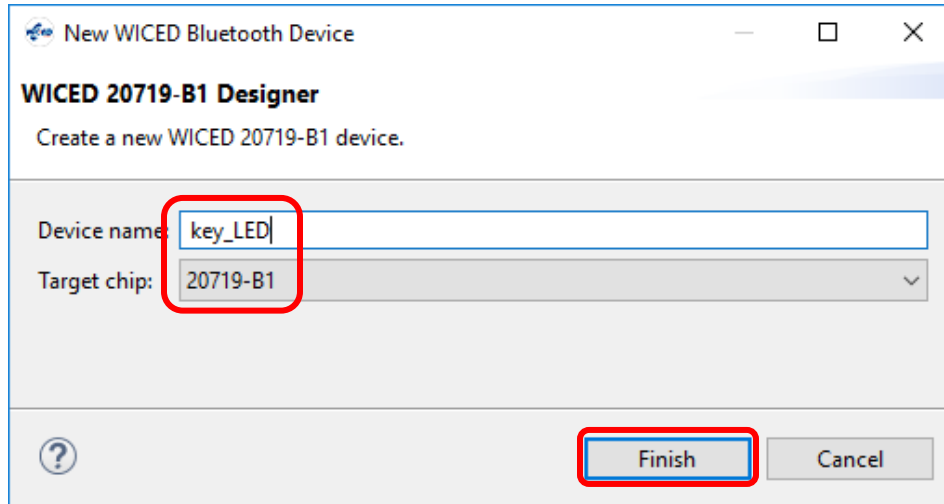 New WICED Bluetooth Device
WICED 20719-B1 Designer
Create a new WICED 20719-B1 device.
Device name: key_LED
Target chip: 20719-B1
?
Finish Cancel